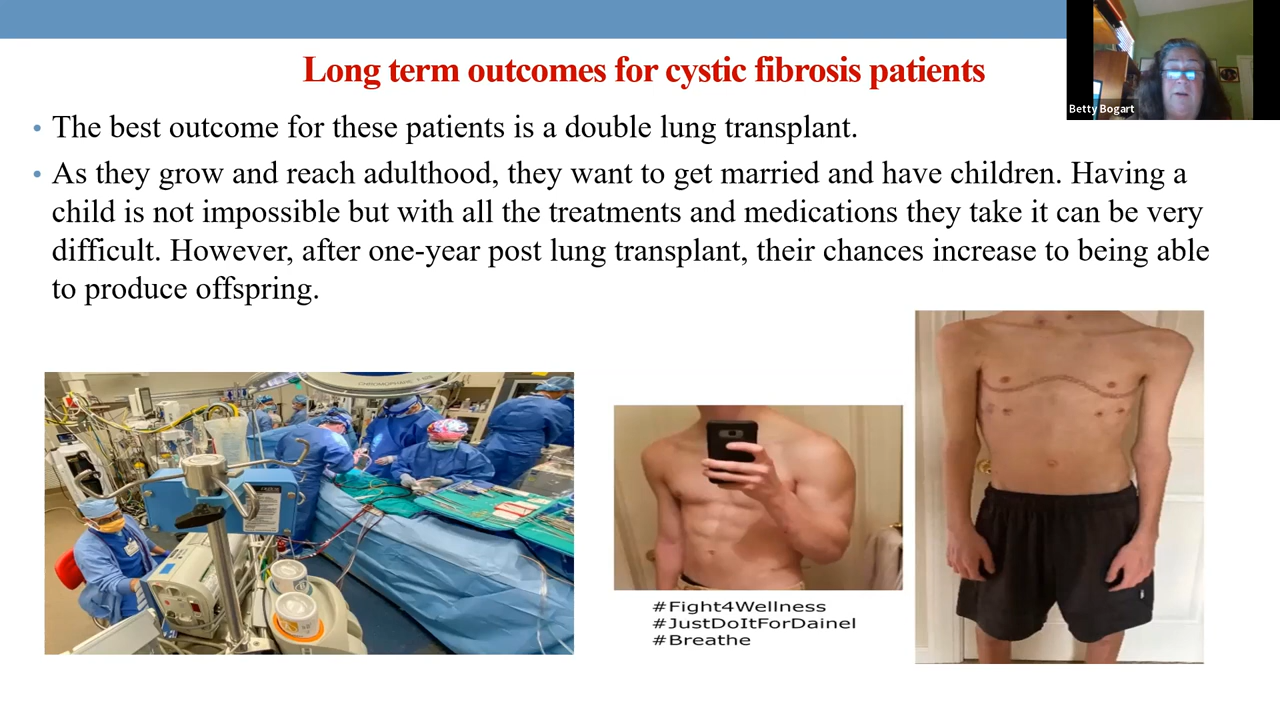 Long term outcomes for cystic fibrosis patients
Betty Bogart
• The best outcome for these patients is a double lung transplant.
• As they grow and reach adulthood, they want to get married and have children. Having a
child is not impossible but with all the treatments and medications they take it can be very
difficult. However, after one-year post lung transplant, their chances increase to being able
to produce offspring.
#Fight4Wellness
#JustDoItForDainel
#Breathe